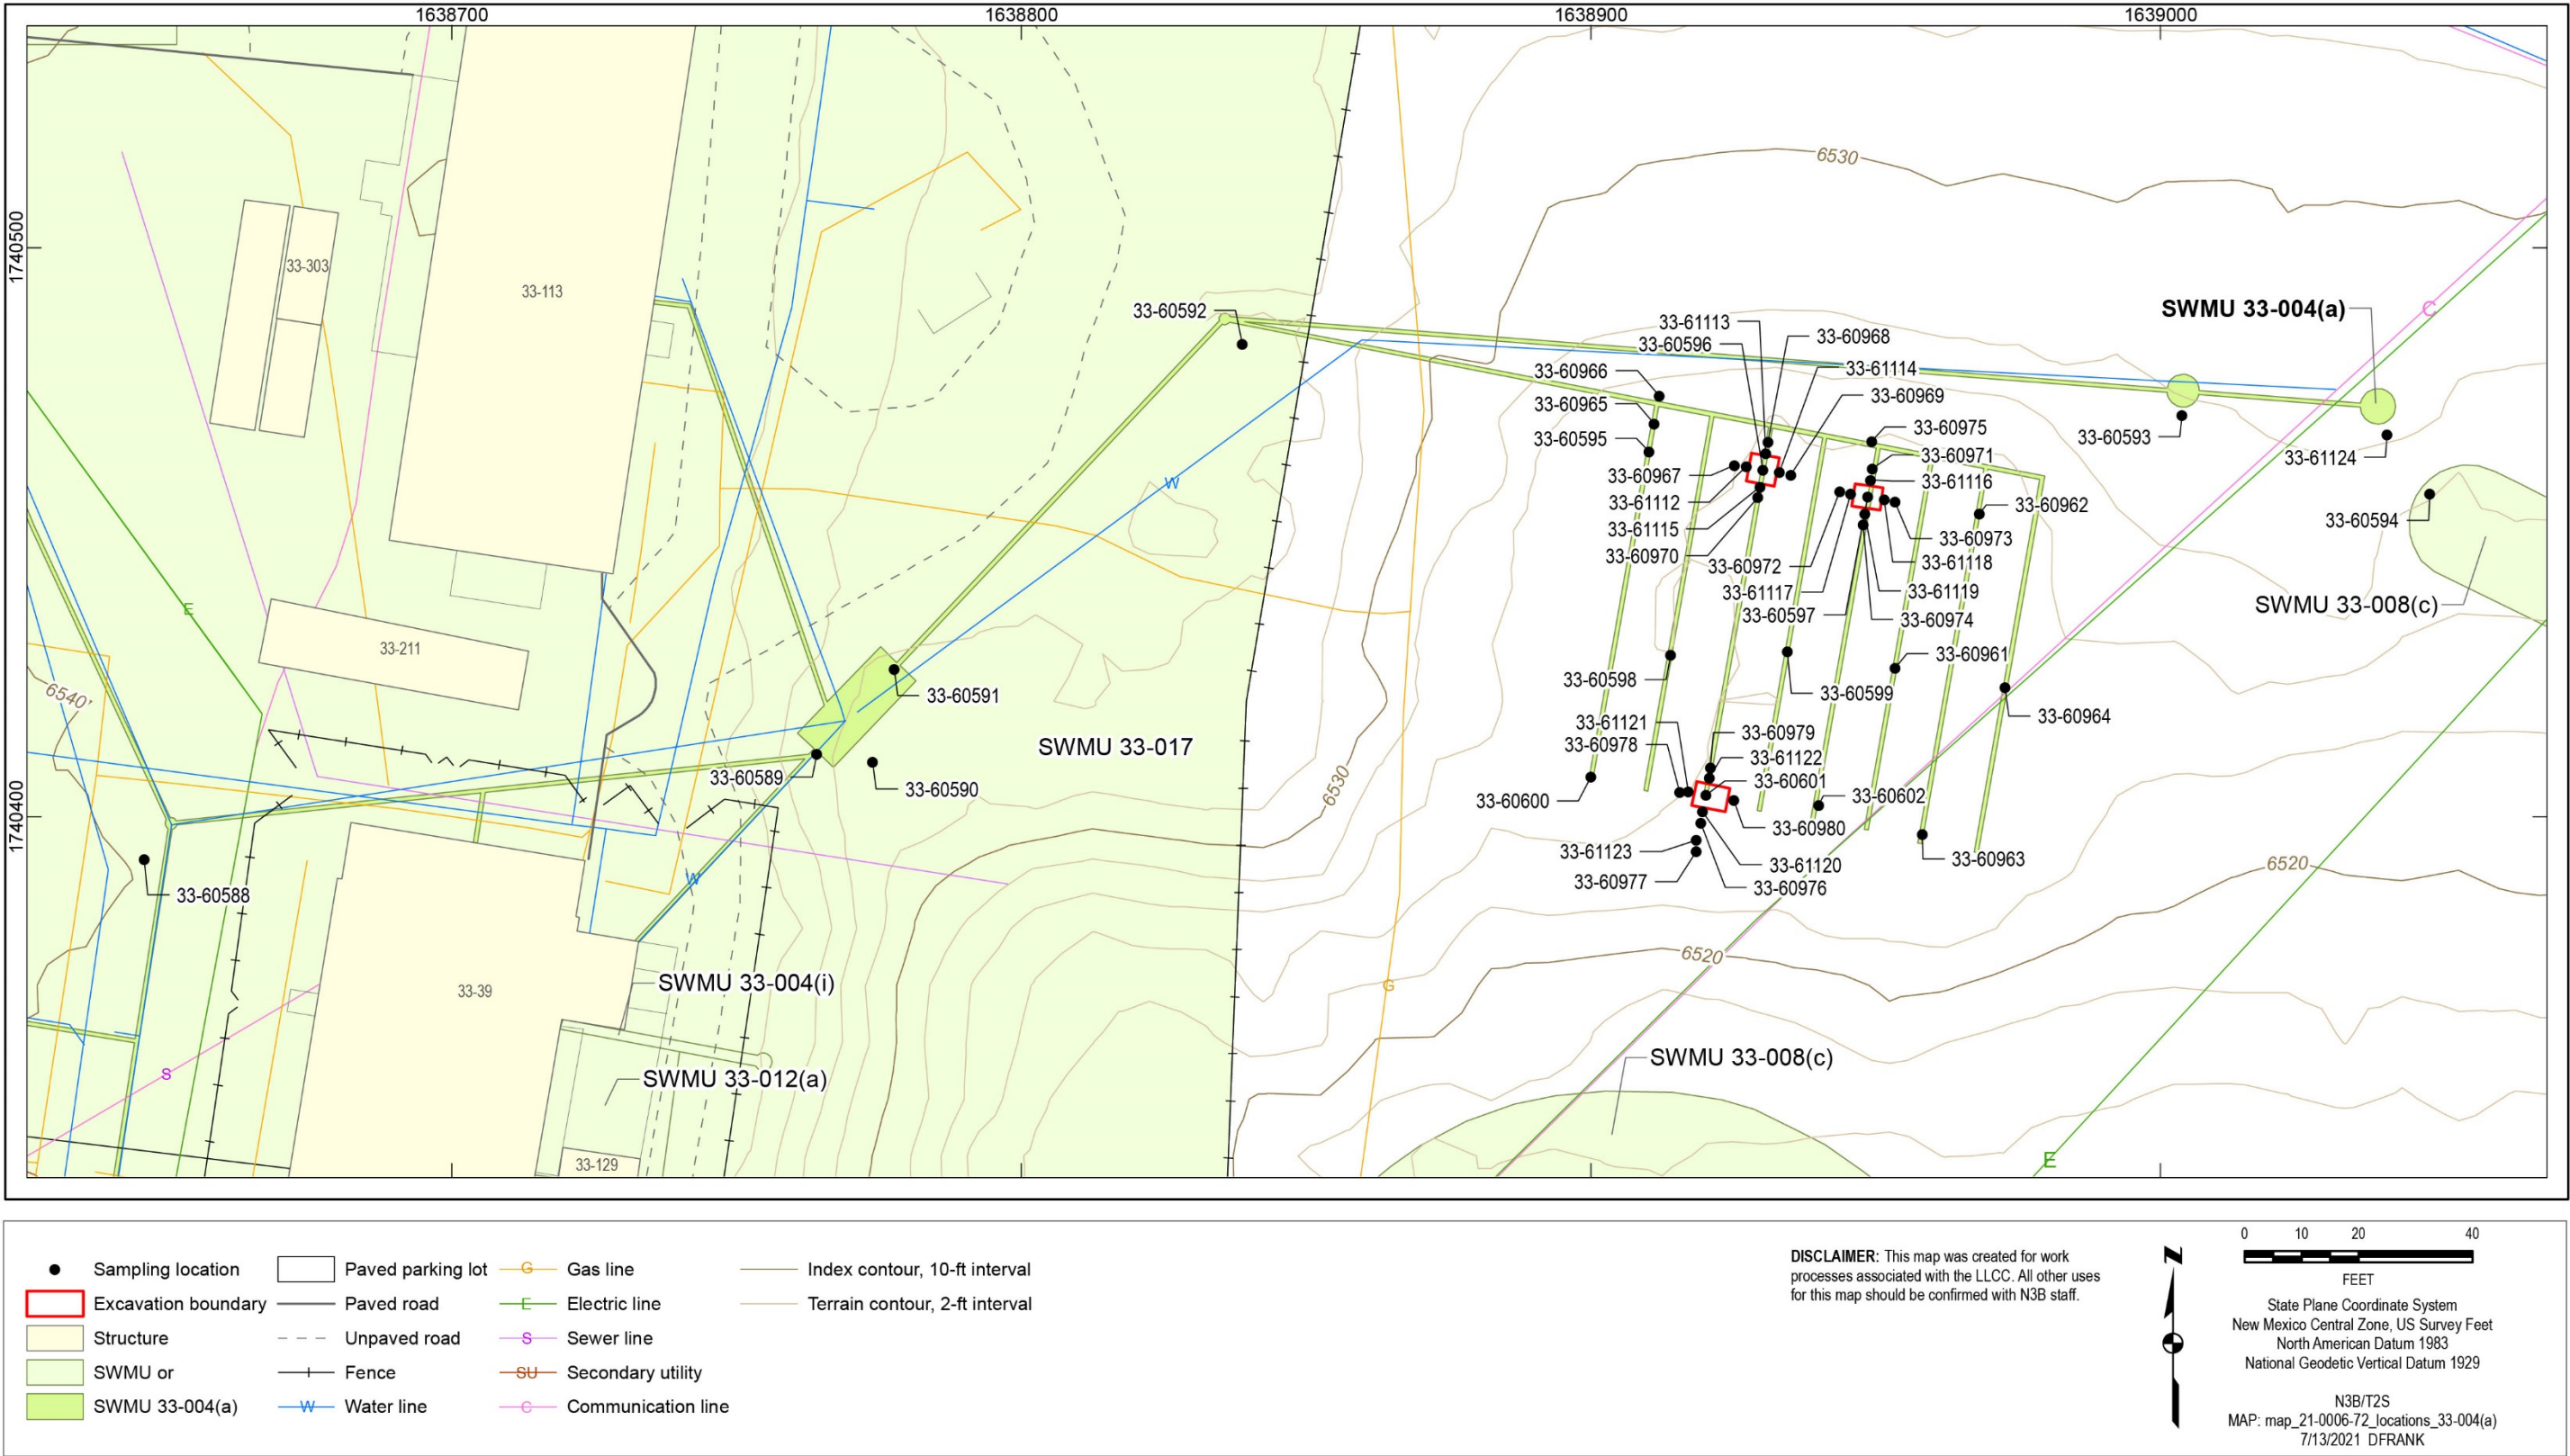 1638700
1638800
1638900
1639000
1740500
1740400
6530
33-303
33-113
SWMU 33-004(a)
C
33-60592
33-61113
33-60968
33-60596
33-61114
33-60966
33-60969
33-60965
33-60975
33-60595
33-60593
33-60971
33-61124
33-60967
33-61116
W
33-61112
33-60962
33-60594
33-61115
33-60973
33-60970
33-61118
33-60972
33-61117
33-61119
E
33-60597
33-60974
SWMU 33-008(c)
33-211
33-60961
33-60598
6540'
33-60591
33-60599
33-60964
33-61121
33-60979
33-60978
SWMU 33-017
33-61122
33-60589
33-60601
6530
33-60590
33-60600
33-60602
33-60980
33-61123
33-60963
33-61120
6520
W
33-60977
33-60976
33-60588
6520
SWMU 33-004(i)
G
33-39
SWMU 33-008(c)
S
SWMU 33-012(a)
33-129
E
Sampling location
Excavation boundary
Structure
SWMU or
SWMU 33-004(a)
Paved parking lot
Paved road
Unpaved road
Fence
W Water line
G Gas line
E Electric line
S Sewer line
SU Secondary utility
C Communication line
Index contour, 10-ft interval
Terrain contour, 2-ft interval
DISCLAIMER: This map was created for work
processes associated with the LLCC. All other uses
for this map should be confirmed with N3B staff.
N
0 10 20 40
FEET
State Plane Coordinate System
New Mexico Central Zone, US Survey Feet
North American Datum 1983
National Geodetic Vertical Datum 1929
N3B/T2S
MAP: map_21-0006-72_locations_33-004(a)
7/13/2021 DFRANK